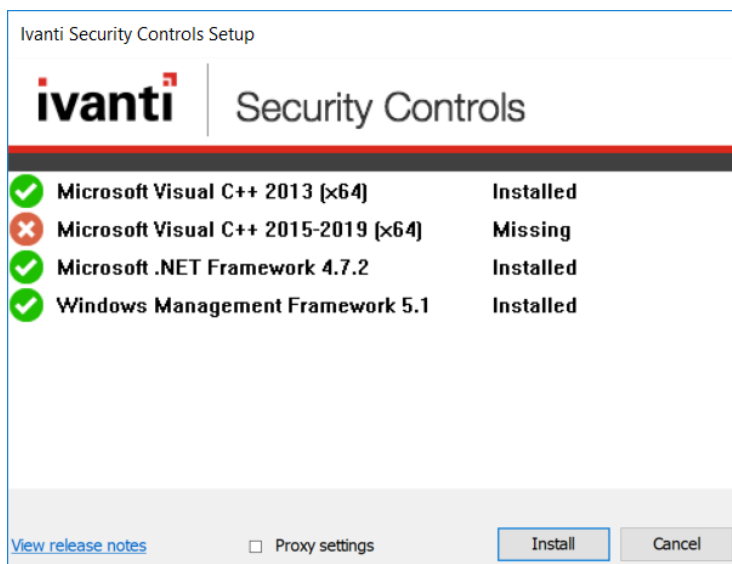 Ivanti Security Controls Setup
ivanti Security Controls
Microsoft Visual C++ 2013 (x64) Installed
Microsoft Visual C++ 2015-2019 (x64) Missing
Microsoft .NET Framework 4.7.2 Installed
Windows Management Framework 5.1 Installed
View release notes Proxy settings Install Cancel